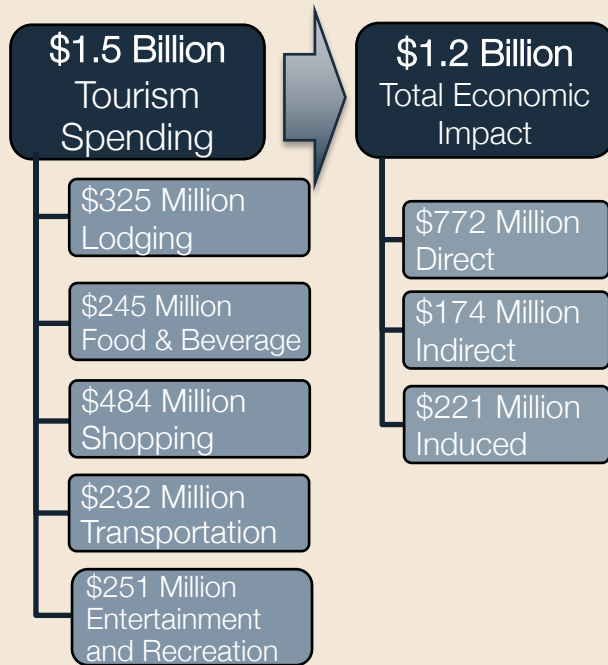 $1.5 Billion
Tourism
Spending
$325 Million
Lodging
$245 Million
Food & Beverage
$484 Million
Shopping
$232 Million
Transportation
$251 Million
Entertainment
and Recreation
$1.2 Billion
Total Economic
Impact
$772 Million
Direct
$174 Million
Indirect
$221 Million
Induced